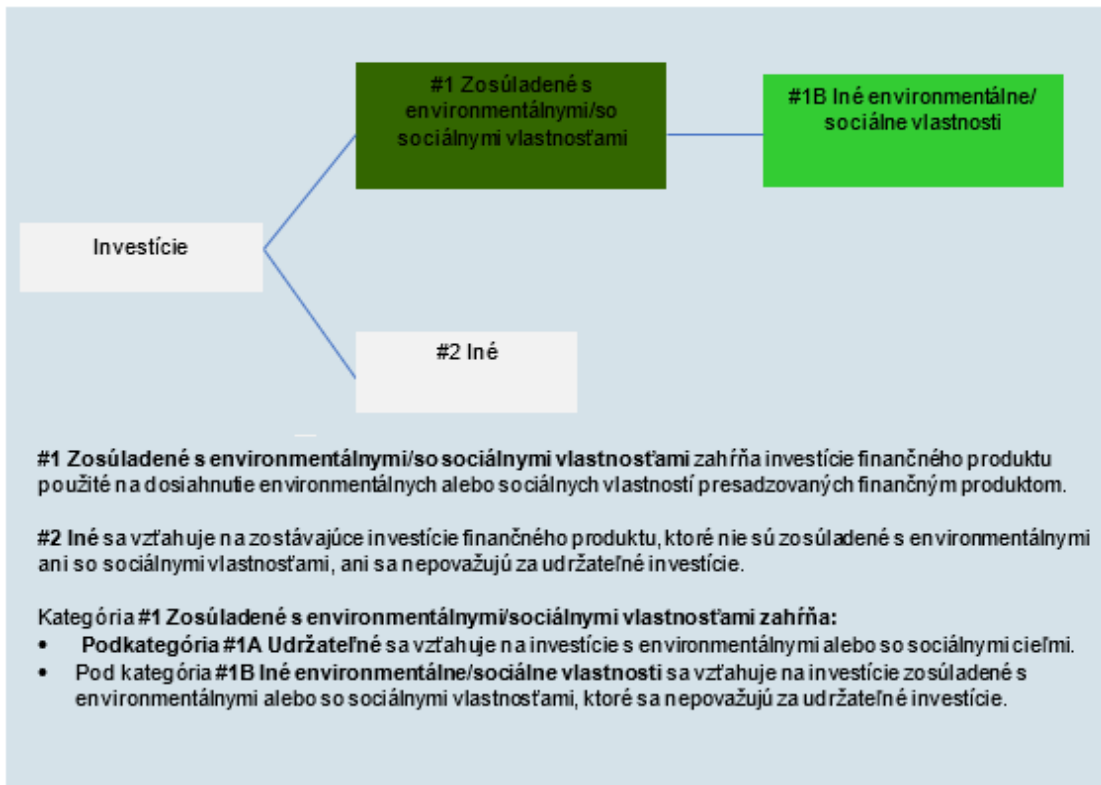 #1 Zosúladené s
environmentálnymi/so
sociálnymi vlastnosťami
#1B Iné environmentálne/
sociálne vlastnosti
Investície
#2 Iné
#1 Zosúladené s environmentálnymi/so sociálnymi vlastnosťami zahŕňa investície finančného produktu
použité na dosiahnutie environmentálnych alebo sociálnych vlastností presadzovaných finančným produktom.
#2 Iné sa vzťahuje na zostávajúce investície finančného produktu, ktoré nie sú zosúladené s environmentálnymi
ani so sociálnymi vlastnosťami, ani sa nepovažujú za udržateľné investície.
Kategória #1 Zosúladené s environmentálnymi/sociálnymi vlastnosťami zahŕňa:
• Podkategória #1A Udržateľné sa vzťahuje na investície s environmentálnymi alebo so sociálnymi cieľmi.
• Pod kategória #1B Iné environmentálne/sociálne vlastnosti sa vzťahuje na investície zosúladené s
environmentálnymi alebo so sociálnymi vlastnosťami, ktoré sa nepovažujú za udržateľné investície.